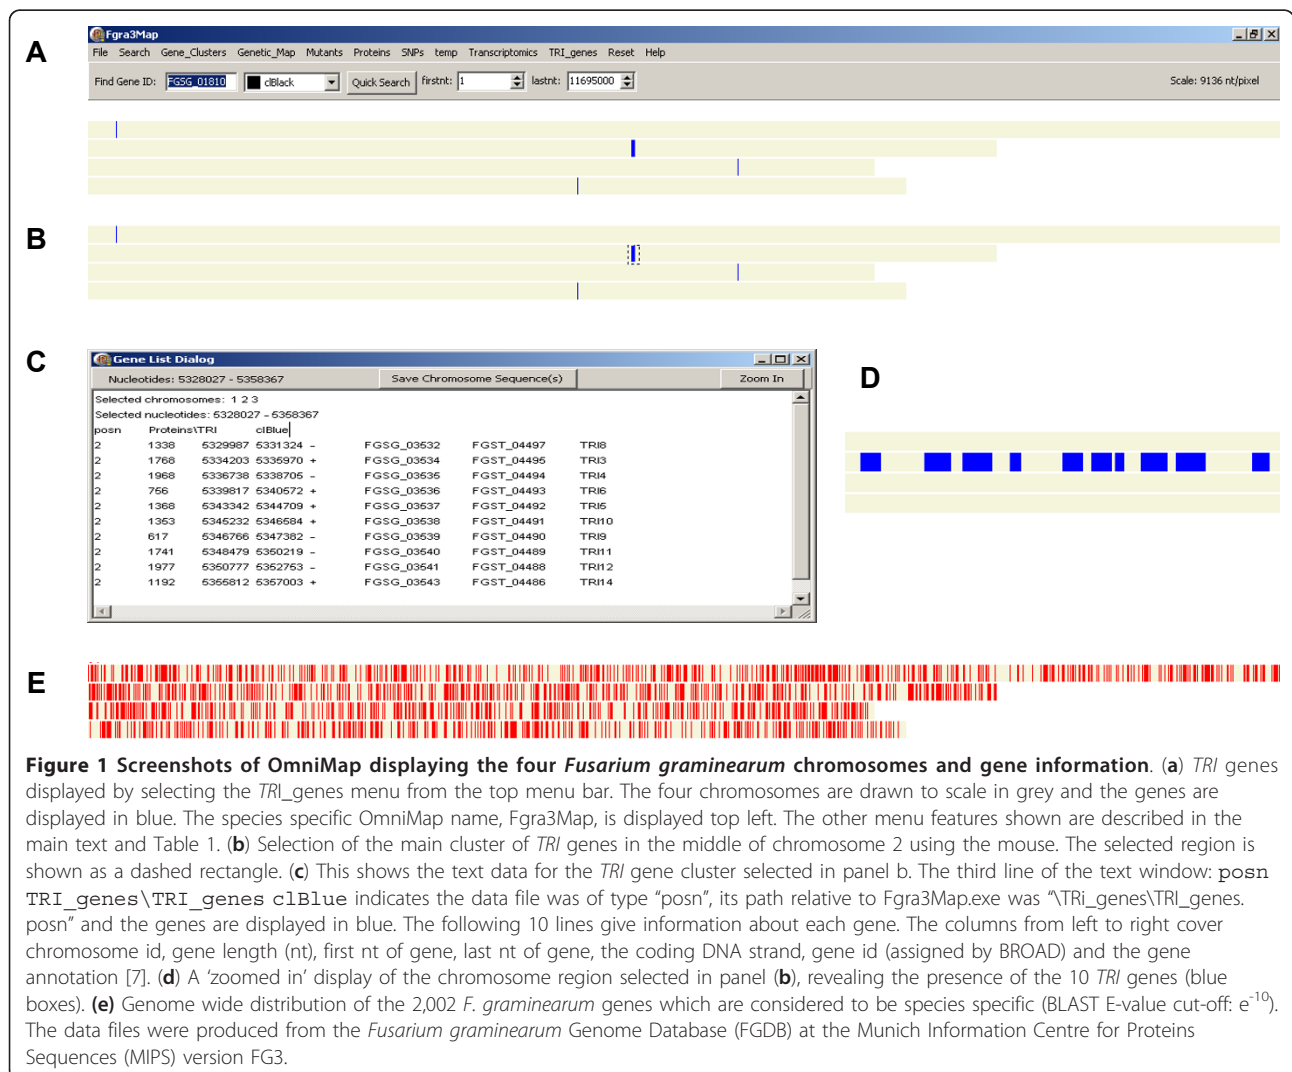 A
Fgra3Map
File Search Gene_Clusters Genetic_Map Mutants Proteins SNPs temp Transcriptomics TRI_genes Reset Help
Find Gene ID: FGSG_01810 clBlack Quick Search firstnt: 1 lastnt: 11695000 Scale: 9136 nt/pixel
B
C
Gene List Dialog
Nucleotides: 5328027 - 5358367 Save Chromosome Sequence(s) Zoom In
Selected chromosomes: 1 2 3
Selected nucleotides: 5328027 - 5358367
posn Proteins\TRI clBlue
2 1338 5329987 5331324 - FGSG_03532 FGST_04497 TRI8
2 1768 5334203 5335970 + FGSG_03534 FGST_04495 TRI3
2 1968 5336738 5338705 - FGSG_03535 FGST_04494 TRI4
2 756 5339817 5340572 + FGSG_03536 FGST_04493 TRI6
2 1368 5343342 5344709 + FGSG_03537 FGST_04492 TRI5
2 1353 5345232 5346584 + FGSG_03538 FGST_04491 TRI10
2 617 5346766 5347382 - FGSG_03539 FGST_04490 TRI9
2 1741 5348479 5350219 - FGSG_03540 FGST_04489 TRI11
2 1977 5350777 5352753 - FGSG_03541 FGST_04488 TRI12
2 1192 5355812 5357003 + FGSG_03543 FGST_04486 TRI14
D
E
Figure 1 Screenshots of OmniMap displaying the four Fusarium graminearum chromosomes and gene information. (a) TRI genes
displayed by selecting the TRI_genes menu from the top menu bar. The four chromosomes are drawn to scale in grey and the genes are
displayed in blue. The species specific OmniMap name, Fgra3Map, is displayed top left. The other menu features shown are described in the
main text and Table 1. (b) Selection of the main cluster of TRI genes in the middle of chromosome 2 using the mouse. The selected region is
shown as a dashed rectangle. (c) This shows the text data for the TRI gene cluster selected in panel b. The third line of the text window: posn
TRI_genes\TRI_genes clBlue indicates the data file was of type "posn", its path relative to Fgra3Map.exe was "\TRi_genes\TRI_genes.
posn" and the genes are displayed in blue. The following 10 lines give information about each gene. The columns from left to right cover
chromosome id, gene length (nt), first nt of gene, last nt of gene, the coding DNA strand, gene id (assigned by BROAD) and the gene
annotation [7]. (d) A 'zoomed in' display of the chromosome region selected in panel (b), revealing the presence of the 10 TRI genes (blue
boxes). (e) Genome wide distribution of the 2,002 F. graminearum genes which are considered to be species specific (BLAST E-value cut-off: e-10).
The data files were produced from the Fusarium graminearum Genome Database (FGDB) at the Munich Information Centre for Proteins
Sequences (MIPS) version FG3.